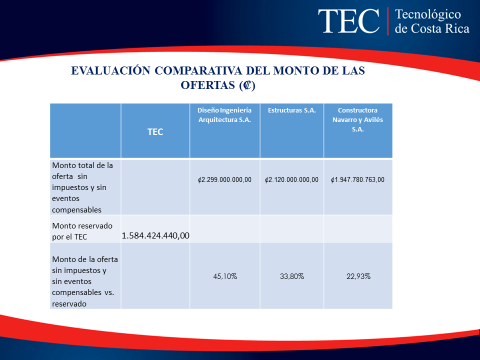 TEC Tecnológico
de Costa Rica
EVALUACIÓN COMPARATIVA DEL MONTO DE LAS
OFERTAS (₡)
TEC
Diseño Ingeniería
Arquitectura S.A.
Estructuras S.A.
Constructora
Navarro y Avilés
S.A.
Monto total de la
oferta sin
impuestos y sin
eventos
compensables
₡2.299.000.000,00
₡2.120.000.000,00
₡1.947.780.763,00
Monto reservado
por el TEC
1.584.424.440,00
Monto de la oferta
sin impuestos y
sin eventos
compensables vs.
reservado
45,10%
33,80%
22,93%